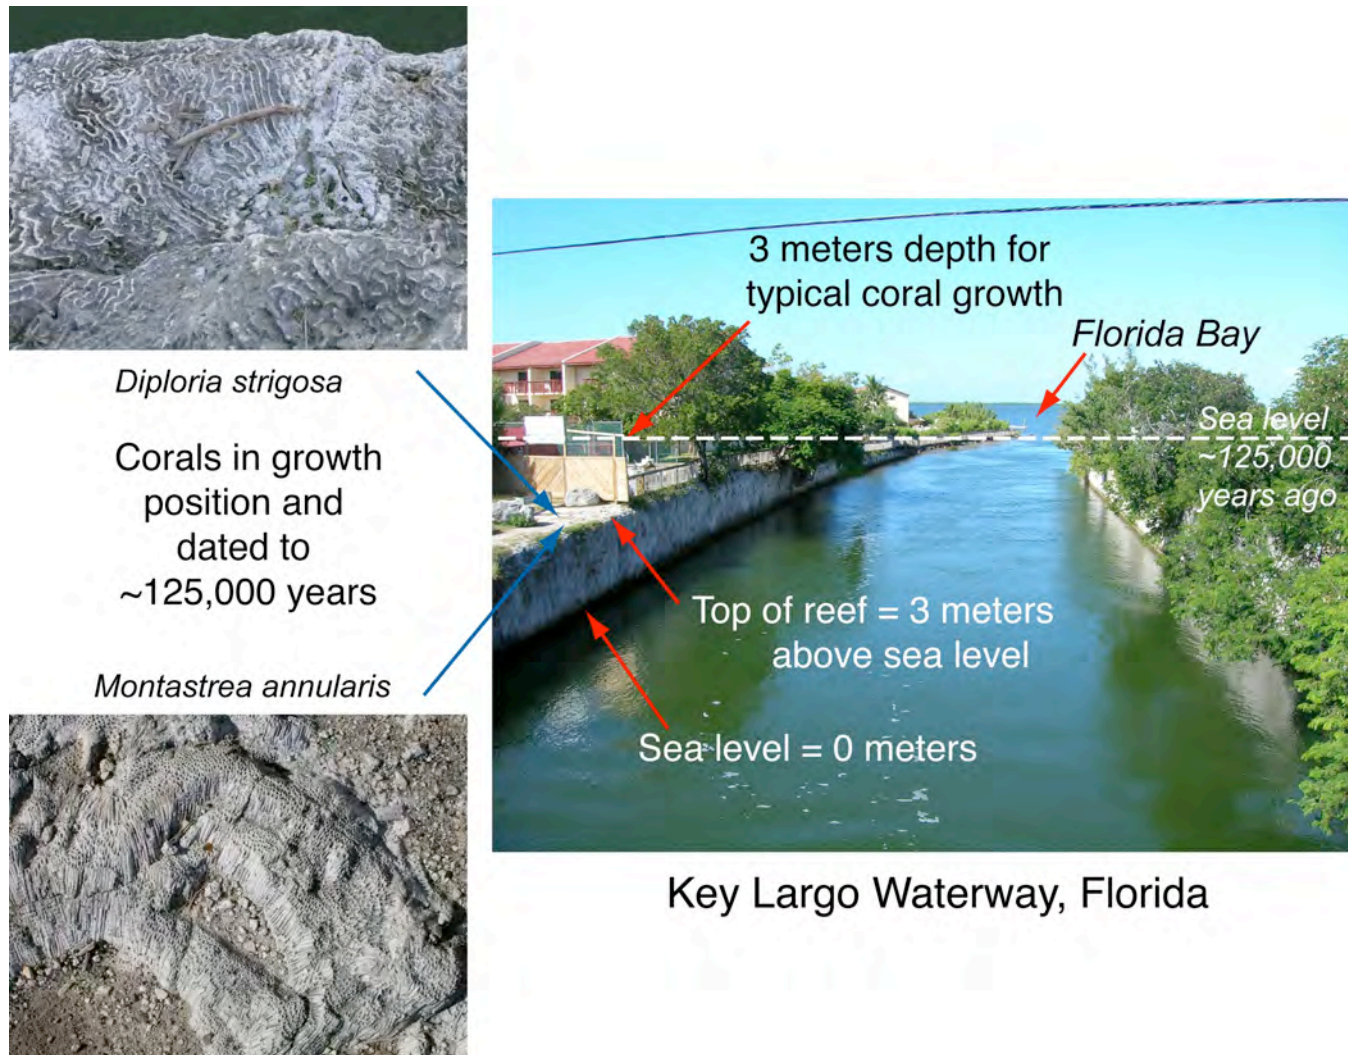 3 meters depth for
typical coral growth
Florida Bay
Diploria strigosa
Sea level
~125,000
years ago
Corals in growth
position and
dated to
~125,000 years
Top of reef = 3 meters
above sea level
Montastrea annularis
Sea level = 0 meters
Key Largo Waterway, Florida